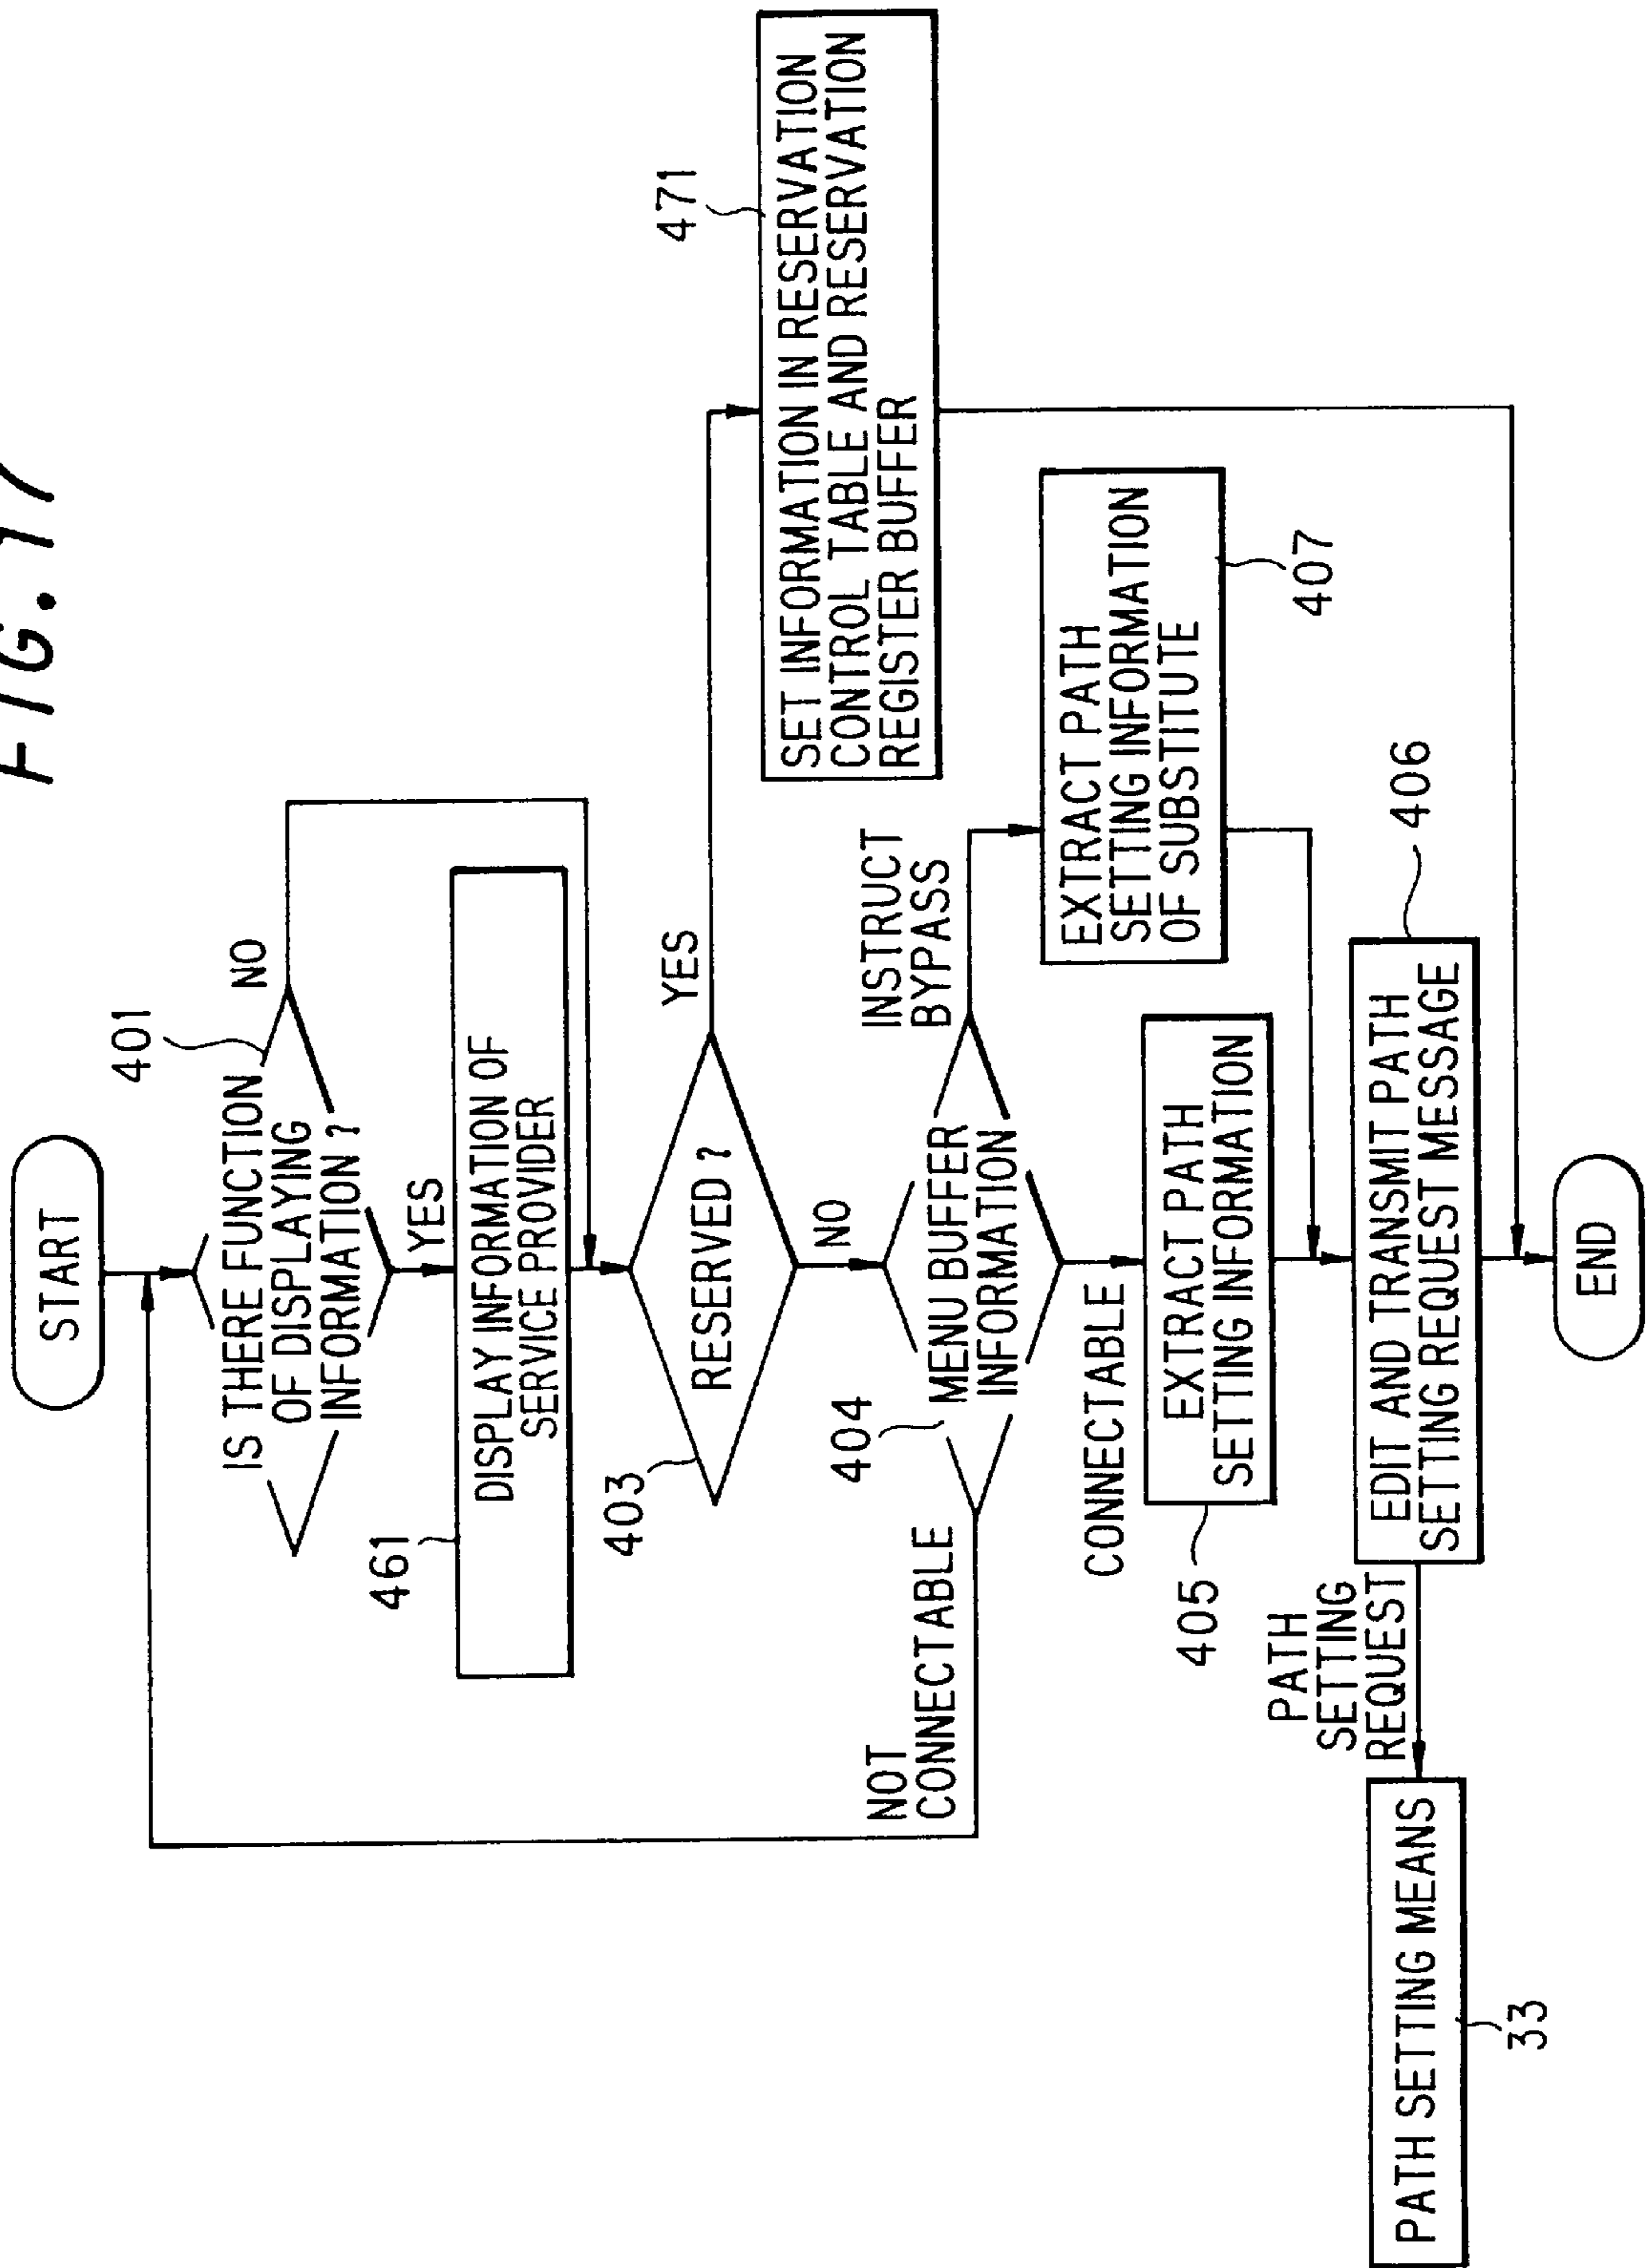 FIG. 17
START
401
IS THERE FUNCTION
OF DISPLAYING
INFORMATION ?
NO
YES
461
DISPLAY INFORMATION OF
SERVICE PROVIDER
403
RESERVED ?
YES
NO
471
SET INFORMATION IN RESERVATION
CONTROL TABLE AND RESERVATION
REGISTER BUFFER
404
MENU BUFFER
INFORMATION
NOT
CONNECTABLE
CONNECTABLE
INSTRUCT
BYPASS
405
EXTRACT PATH
SETTING INFORMATION
EXTRACT PATH
SETTING INFORMATION
OF SUBSTITUTE
407
406
EDIT AND TRANSMIT PATH
SETTING REQUEST MESSAGE
PATH
SETTING
REQUEST
PATH SETTING MEANS
33
END